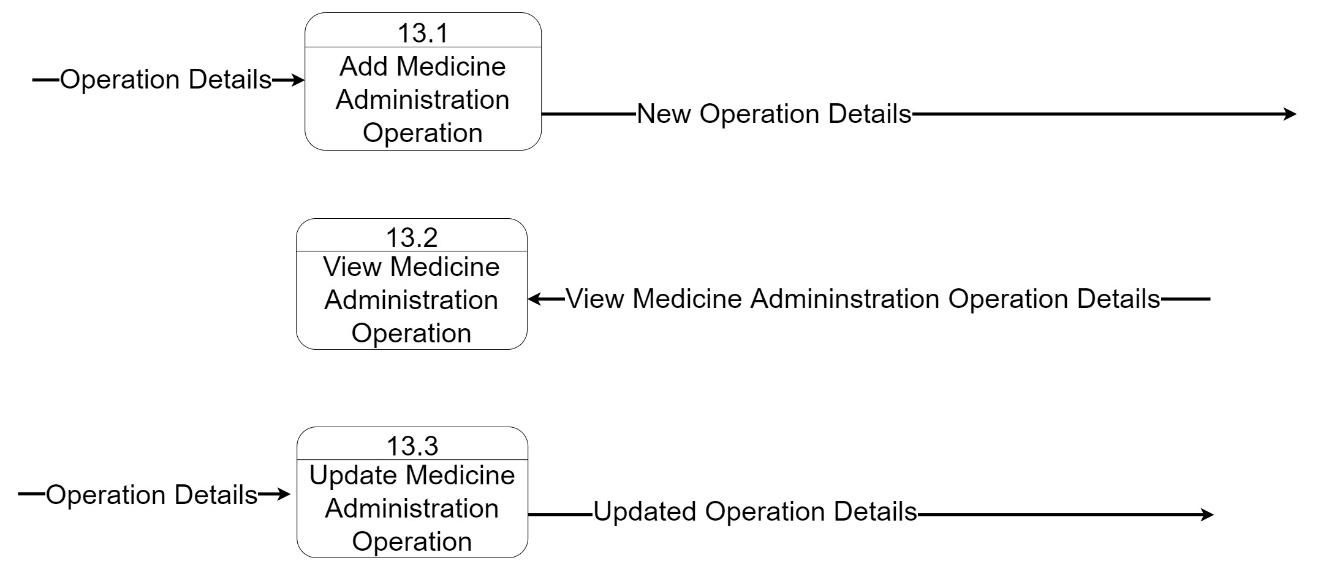 13.1
Operation Details
Add Medicine
Administration
Operation
New Operation Details
13.2
View Medicine
Administration
Operation
View Medicine Admininstration Operation Details
13.3
Operation Details
Update Medicine
Administration
Operation
Updated Operation Details